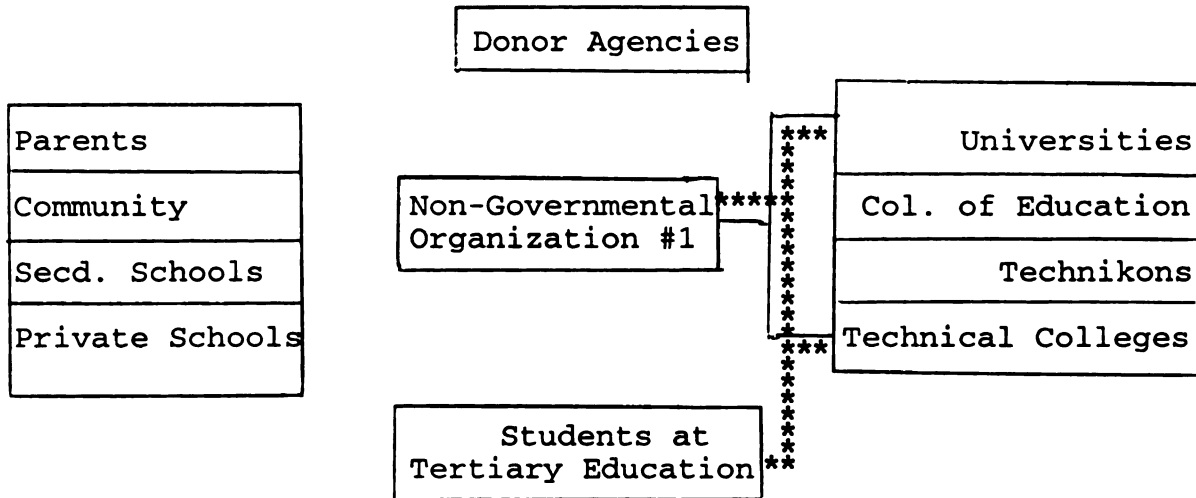 Donor Agencies
Parents
Community
Secd. Schools
Private Schools
Non-Governmental
Organization #1
Universities
Col. of Education
Technikons
Technical Colleges
Students at
Tertiary Education